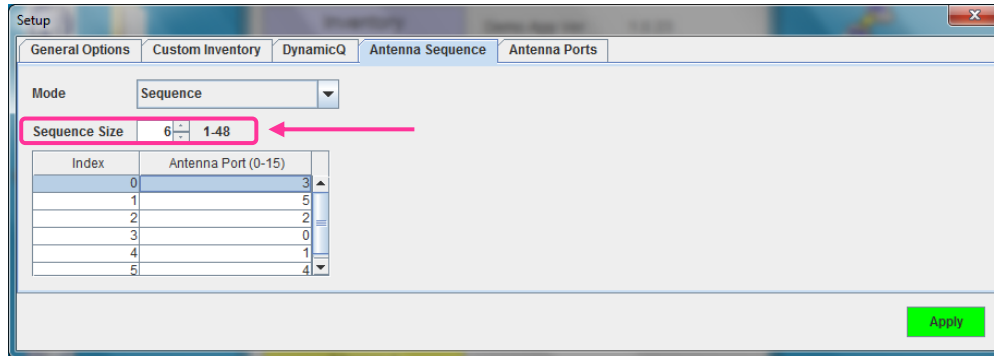 Setup
General Options Custom Inventory DynamicQ Antenna Sequence Antenna Ports
Mode Sequence
Sequence Size 6 1-48
Index Antenna Port (0-15)
0 3
1 5
2 2
3 0
4 1
5 4
Apply